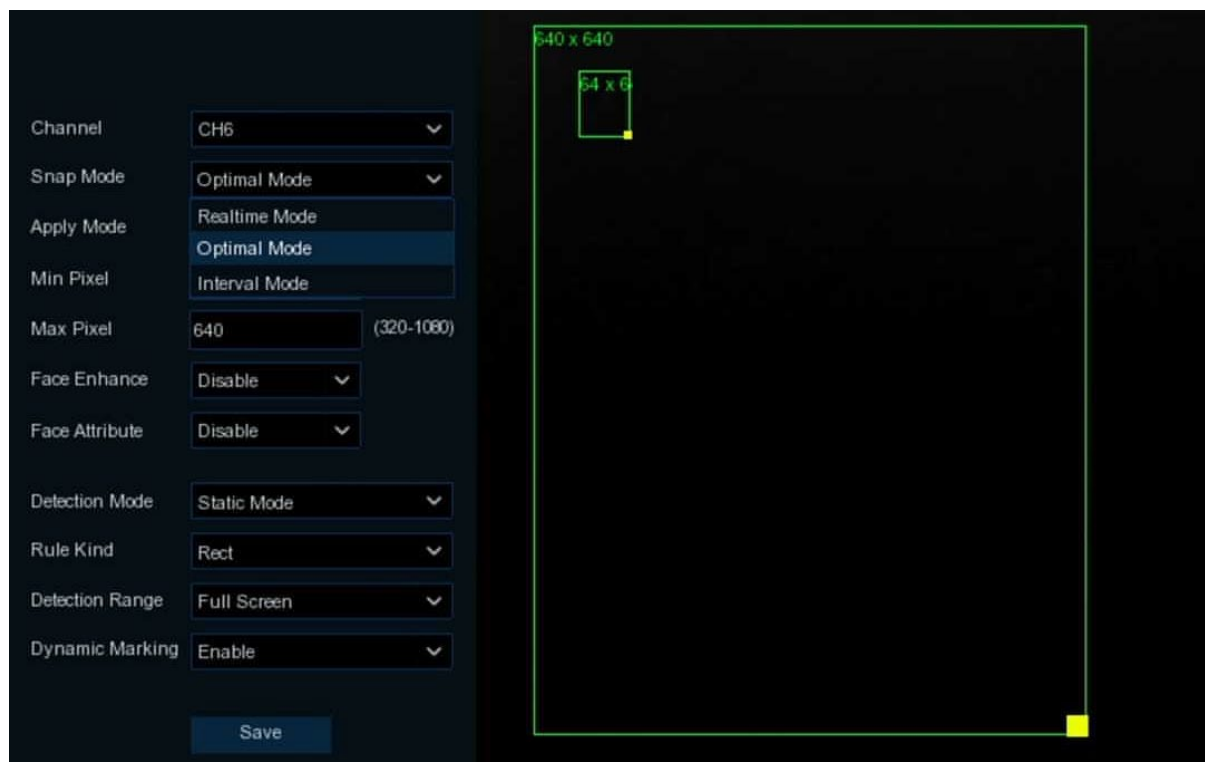 Channel CH6
Snap Mode Optimal Mode
Realtime Mode
Apply Mode
Optimal Mode
Min Pixel
Interval Mode
Max Pixel 640 (320-1080)
Face Enhance Disable
Face Attribute Disable
Detection Mode Static Mode
Rule Kind Rect
Detection Range Full Screen
Dynamic Marking Enable
Save
640 x 640
64 x 6